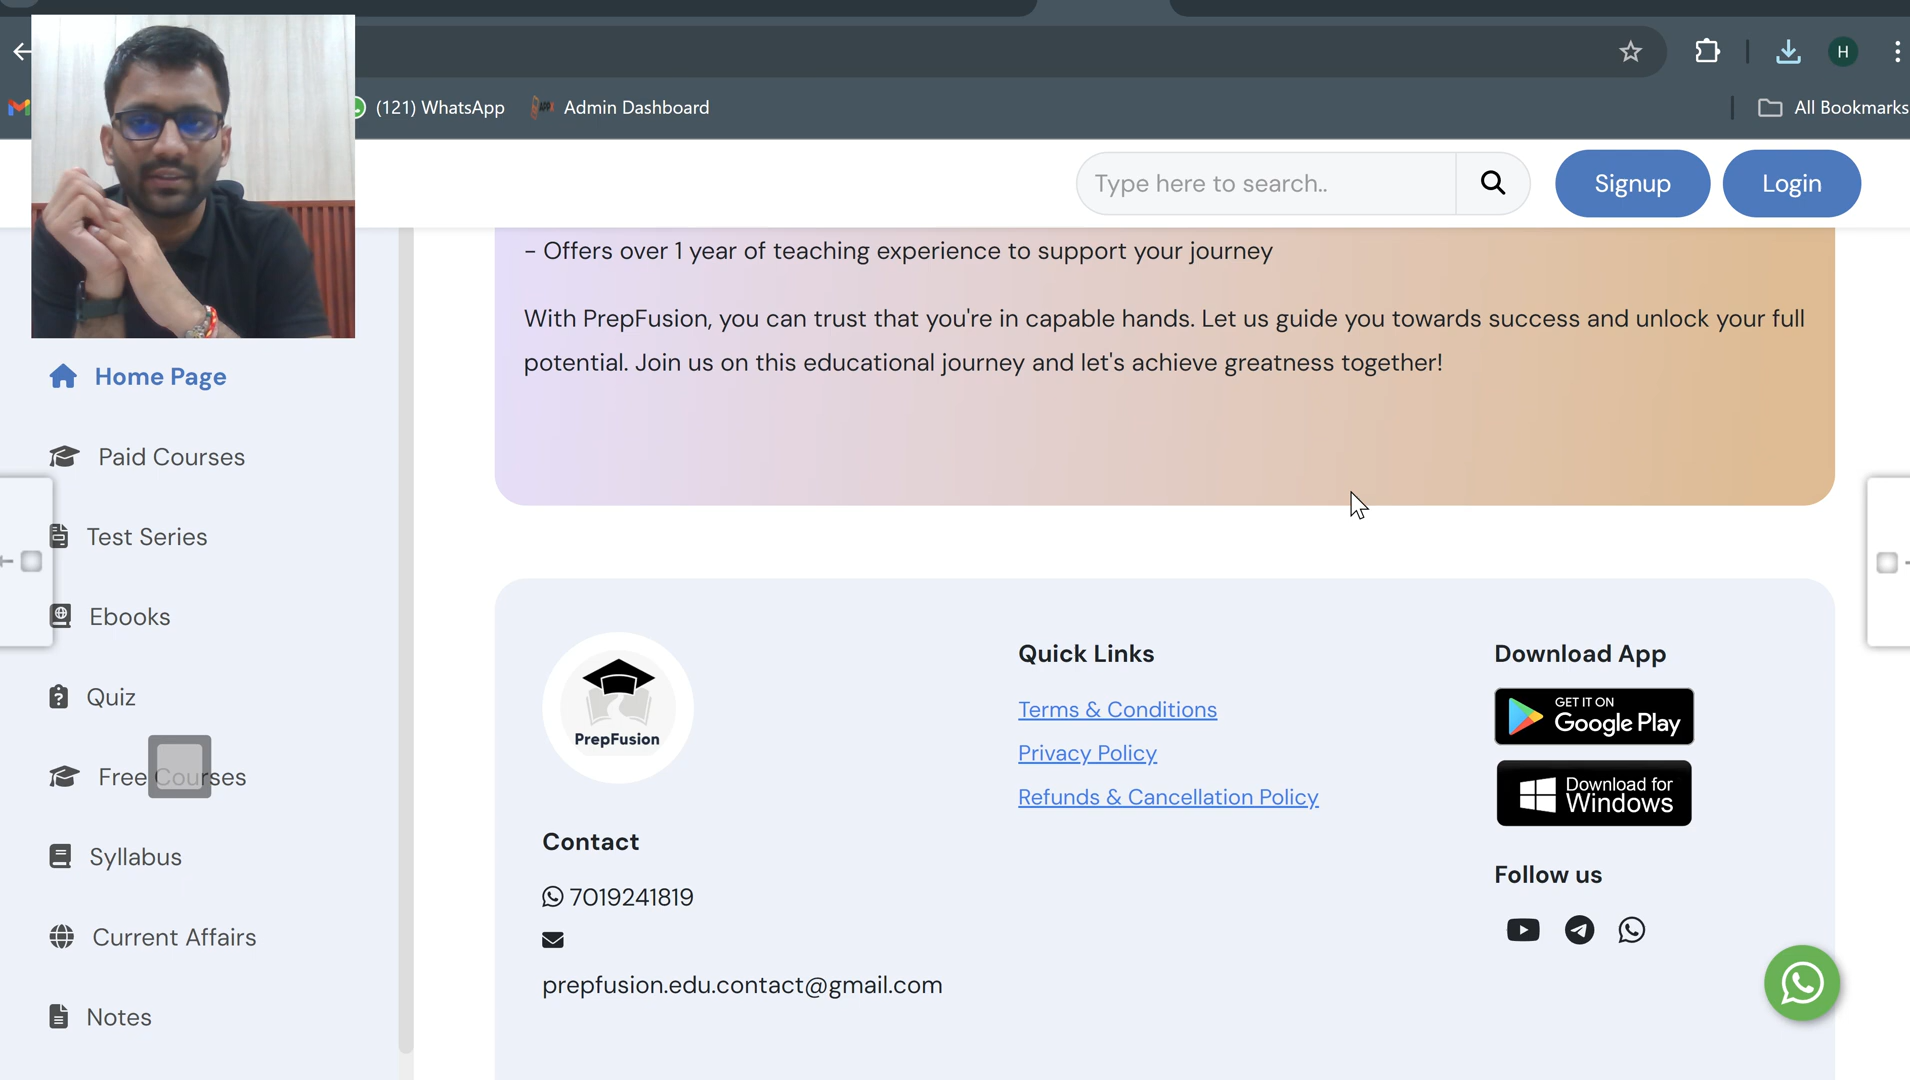 (121) WhatsApp
Admin Dashboard
All Bookmarks
H
Type here to search..
Signup
Login
Home Page
Paid Courses
Test Series
Ebooks
Quiz
Free Courses
Syllabus
Current Affairs
Notes
- Offers over 1 year of teaching experience to support your journey
With PrepFusion, you can trust that you're in capable hands. Let us guide you towards success and unlock your full
potential. Join us on this educational journey and let's achieve greatness together!
PrepFusion
Contact
7019241819
prepfusion.edu.contact@gmail.com
Quick Links
Terms & Conditions
Privacy Policy
Refunds & Cancellation Policy
Download App
GET IT ON
Google Play
Download for
Windows
Follow us